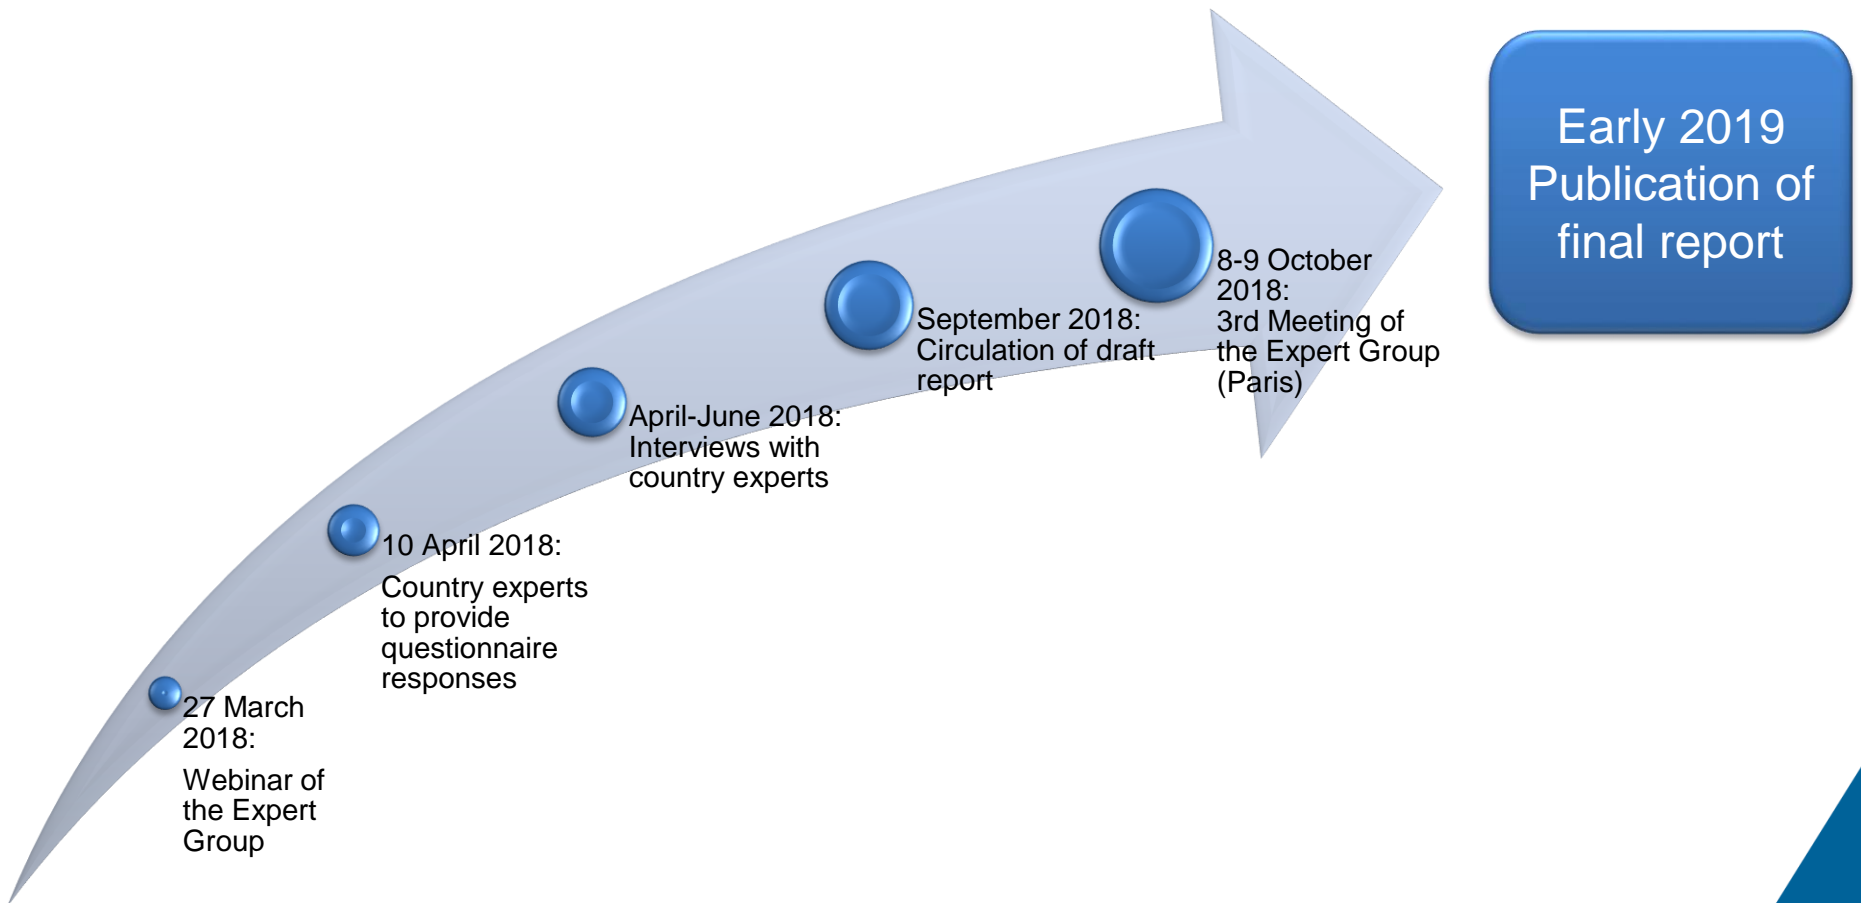 27 March
2018:
Webinar of
the Expert
Group
10 April 2018:
Country experts
to provide
questionnaire
responses
April-June 2018:
Interviews with
country experts
September 2018:
Circulation of draft
report
8-9 October
2018:
3rd Meeting of
the Expert Group
(Paris)
Early 2019
Publication of
final report